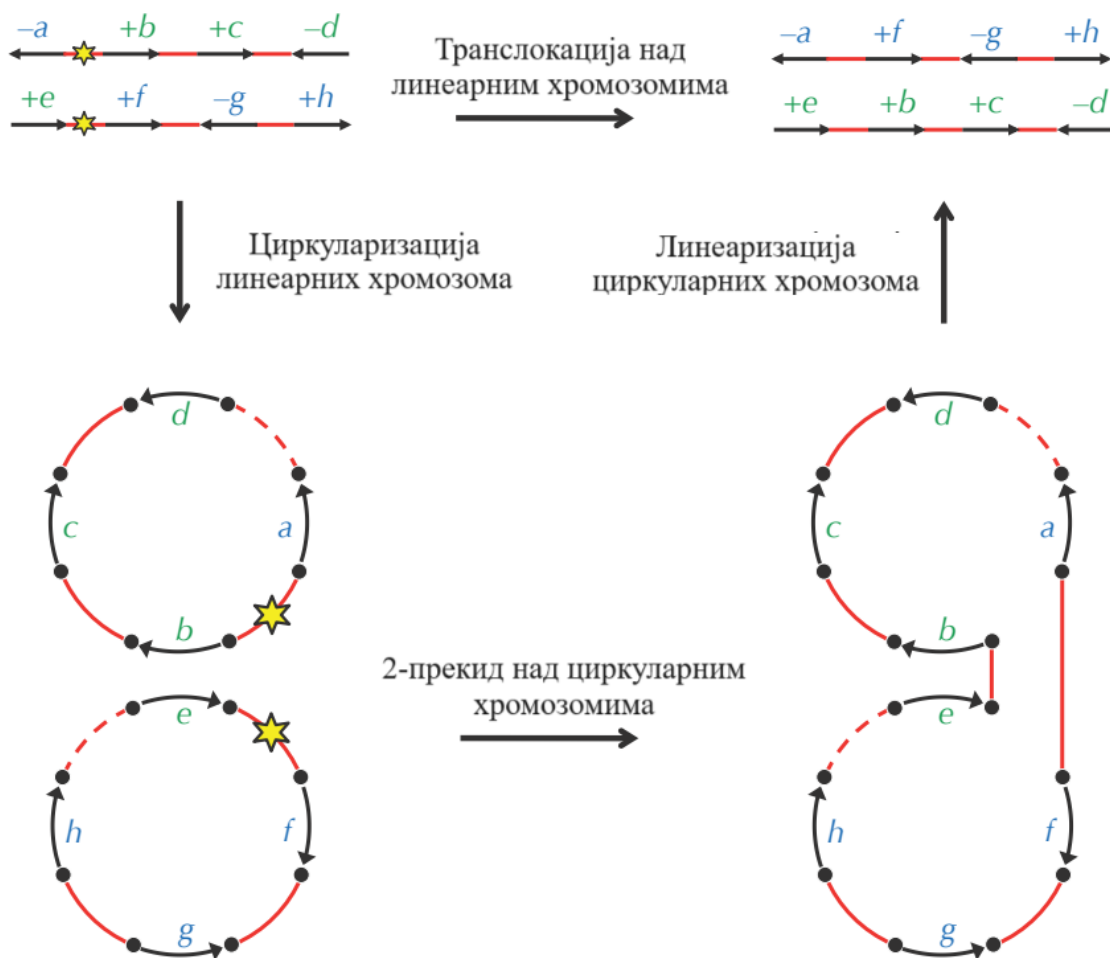 –a +b +c –d
+e +f –g +h
Транслокација над
линеарним хромозомима
–a +f –g +h
+e +b +c –d
Циркуларизација
линеарних хромозома
Линеаризација
циркуларних хромозома
d
c a
b
e
h f
g
2-прекид над циркуларним
хромозомима
d
c a
b
e
h f
g